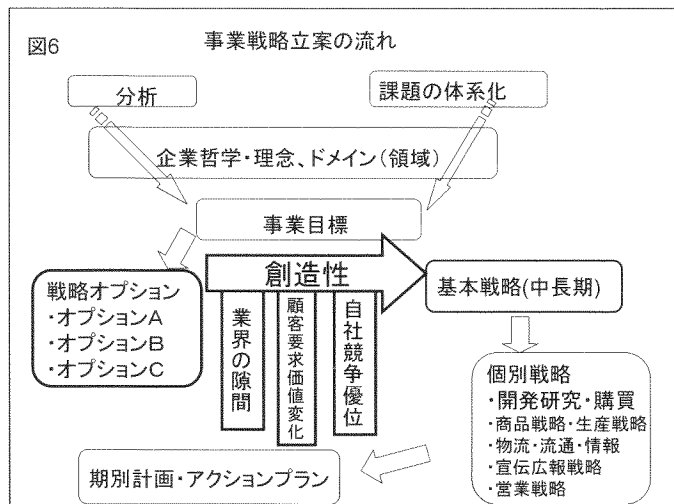 図6
事業戦略立案の流れ
分析
課題の体系化
企業哲学・理念、ドメイン(領域)
事業目標
創造性
戦略オプション
・オプションA
・オプションB
・オプションC
業界の隙間
顧客要求価値変化
自社競争優位
基本戦略(中長期)
個別戦略
・開発研究・購買
・商品戦略・生産戦略
・物流・流通・情報
・宣伝広報戦略
・営業戦略
期別計画・アクションプラン